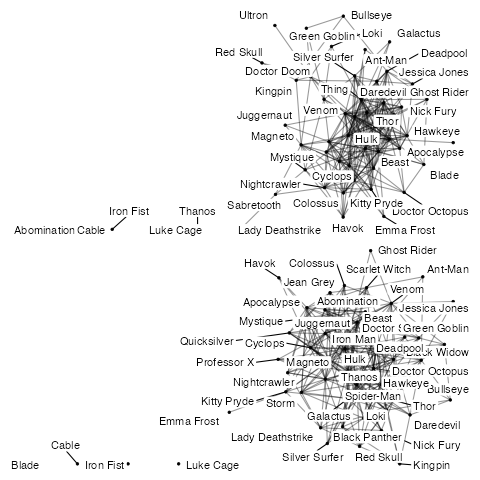 Ultron
Bullseye
Green Goblin
Loki
Galactus
Red Skull
Silver Surfer
Ant-Man
Deadpool
Doctor Doom
Jessica Jones
Kingpin
Thing
Daredevil
Ghost Rider
Venom
Nick Fury
Juggernaut
Thor
Magneto
Hulk
Hawkeye
Mystique
Apocalypse
Beast
Cyclops
Blade
Nightcrawler
Sabretooth
Colossus
Kitty Pryde
Doctor Octopus
Iron Fist
Thanos
Abomination
Cable
Luke Cage
Lady Deathstrike
Havok
Emma Frost
Ghost Rider
Havok
Colossus
Scarlet Witch
Ant-Man
Jean Grey
Venom
Apocalypse
Abomination
Jessica Jones
Mystique
Juggernaut
Beast
Doctor
Green Goblin
Quicksilver
Cyclops
Iron Man
Deadpool
Widow
Professor X
Magneto
Hulk
Doctor Octopus
Nightcrawler
Thanos
Hawkeye
Bullseye
Kitty Pryde
Storm
Spider-Man
Thor
Emma Frost
Galactus
Loki
Daredevil
Lady Deathstrike
Black Panther
Nick Fury
Cable
Silver Surfer
Red Skull
Kingpin
Blade
Iron Fist
Luke Cage